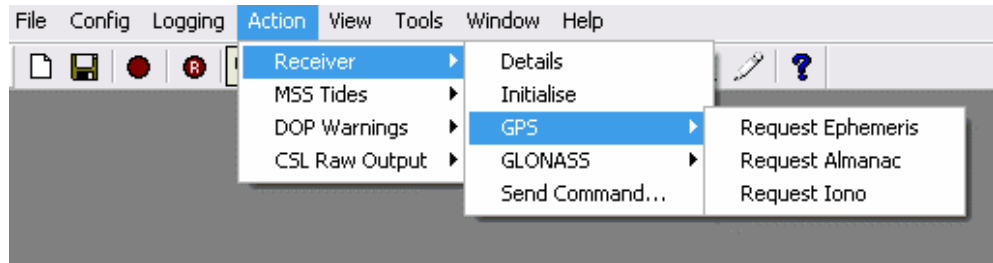 File Config Logging Action View Tools Window Help
R ?
Receiver
MSS Tides
DOP Warnings
CSL Raw Output
Details
Initialise
GPS
GLONASS
Send Command...
Request Ephemeris
Request Almanac
Request Iono